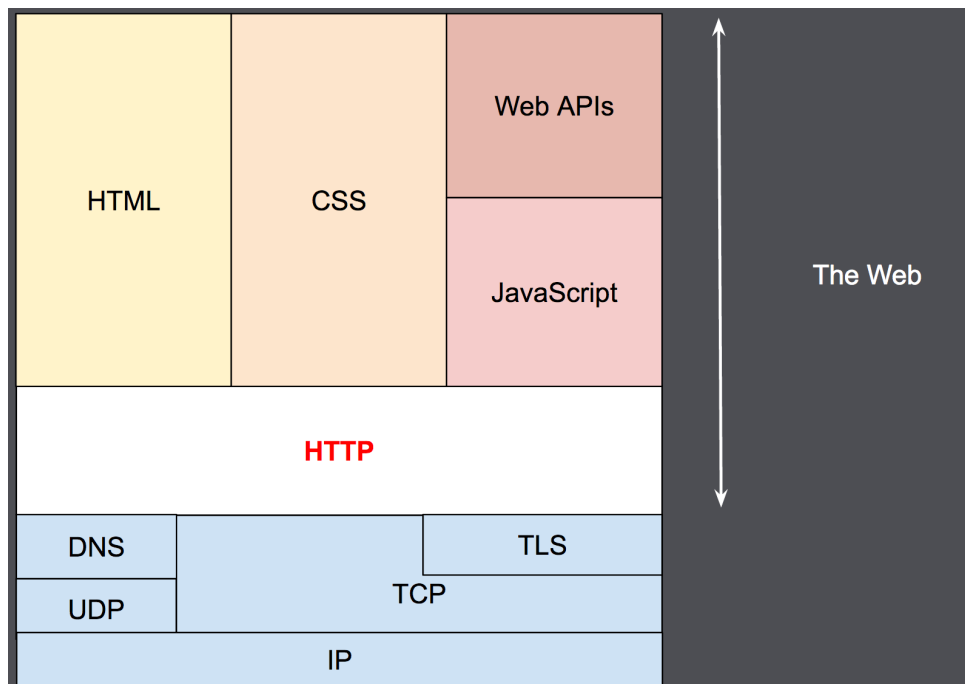 Web APIs
HTML
CSS
JavaScript
The Web
HTTP
DNS
TLS
UDP
TCP
IP